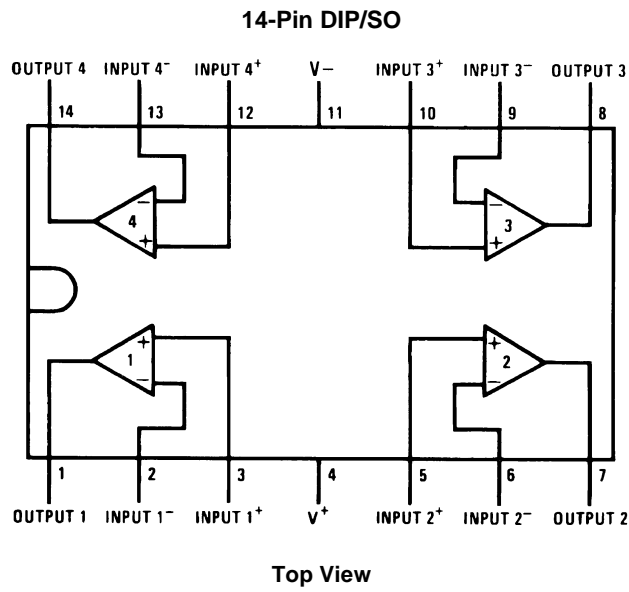 14-Pin DIP/SO
OUTPUT 4 INPUT 4⁻ INPUT 4⁺ V− INPUT 3⁺ INPUT 3⁻ OUTPUT 3
14 13 12 11 10 9 8
− −
4 3
+ +
+ +
1 2
− −
1 2 3 4 5 6 7
OUTPUT 1 INPUT 1⁻ INPUT 1⁺ V⁺ INPUT 2⁺ INPUT 2⁻ OUTPUT 2
Top View